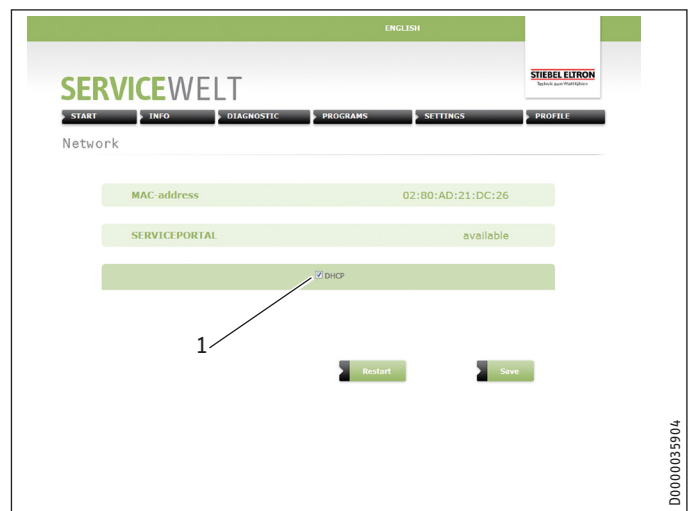 ENGLISH
STIEBEL ELTRON
Technik zum Wohlfühlen
SERVICEWELT
START INFO DIAGNOSTIC PROGRAMS SETTINGS PROFILE
Network
MAC-address 02:80:AD:21:DC:26
SERVICEPORTAL available
DHCP
1
Restart Save
D0000035904